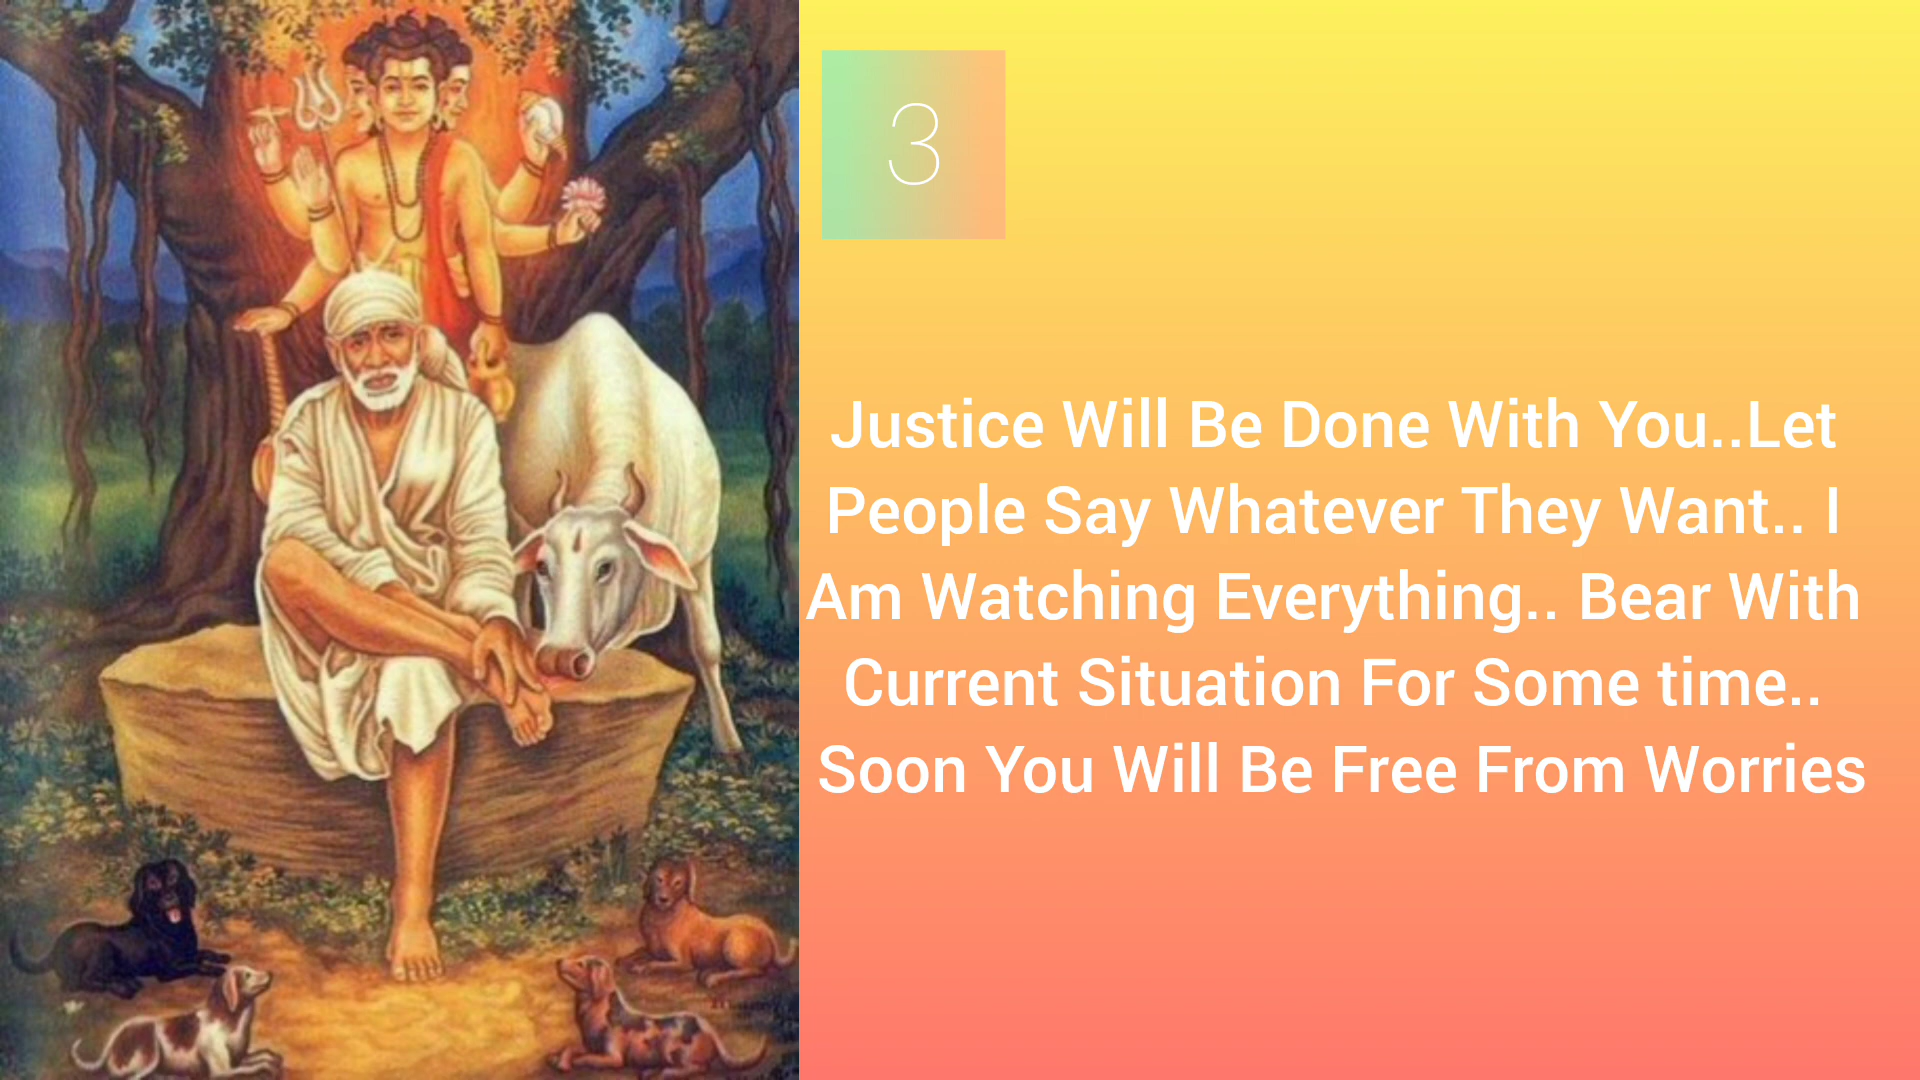 3
Justice Will Be Done With You..Let
People Say Whatever They Want.. I
Am Watching Everything.. Bear With
Current Situation For Some time..
Soon You Will Be Free From Worries